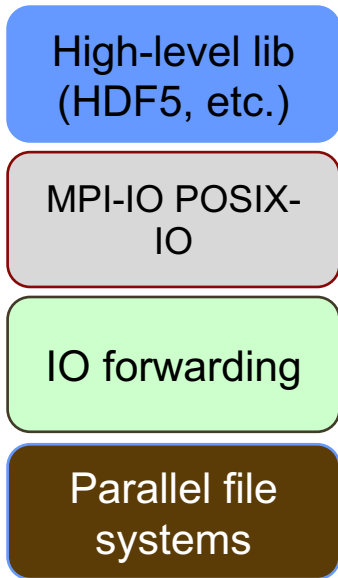 High-level lib
(HDF5, etc.)
MPI-IO POSIX-
IO
IO forwarding
Parallel file
systems